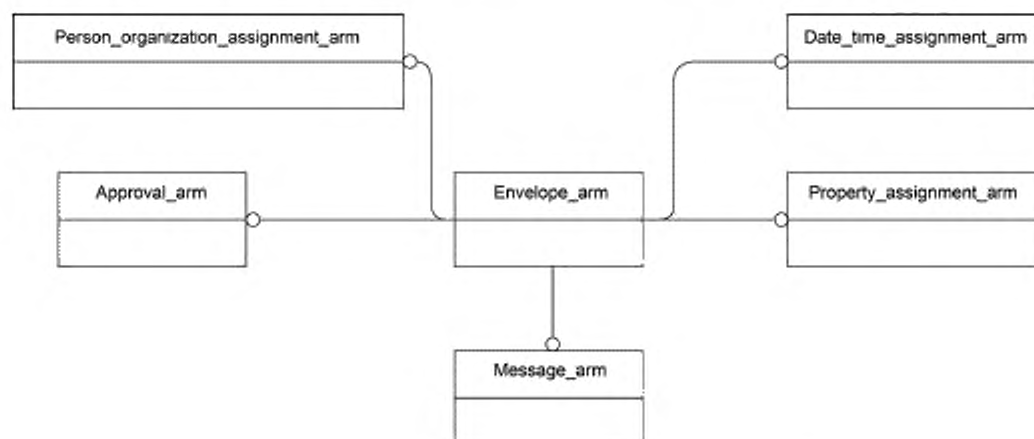 Person_organization_assignment_arm
Date_time_assignment_arm
Approval_arm
Envelope_arm
Property_assignment_arm
Message_arm